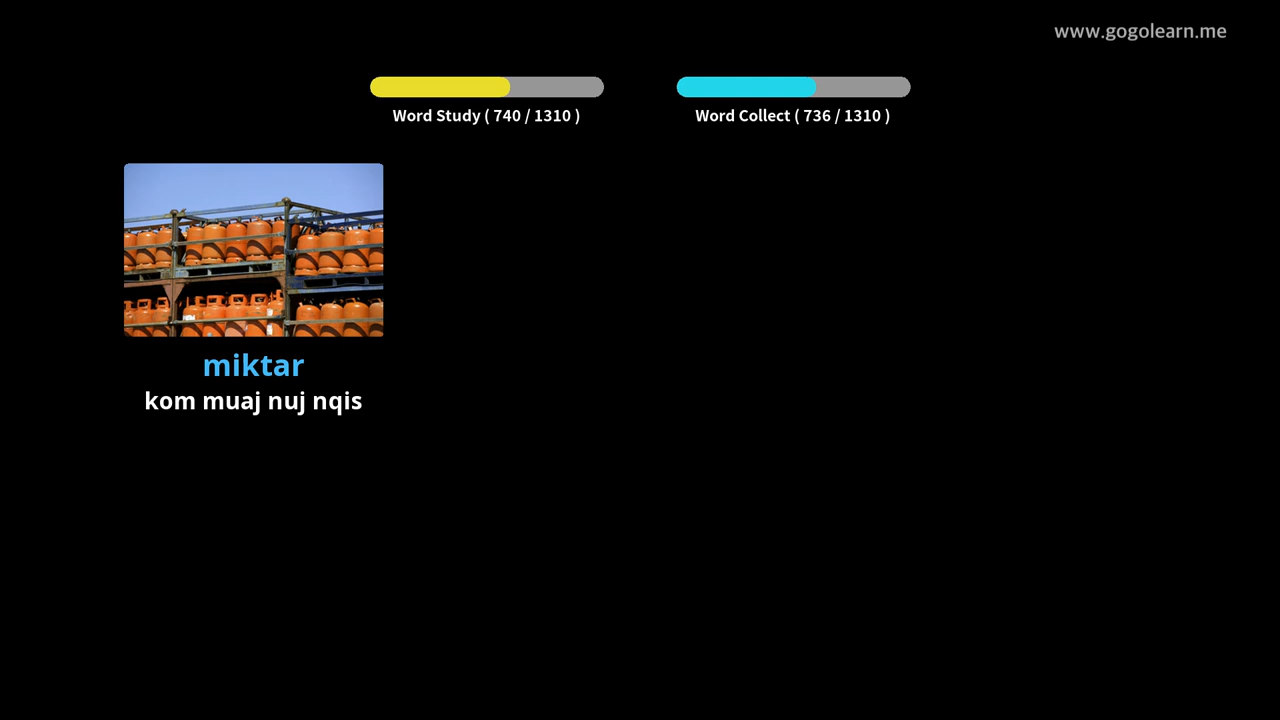 www.gogolearn.me
Word Study ( 740 / 1310 )
Word Collect ( 736 / 1310 )
miktar
kom muaj nuj nqis